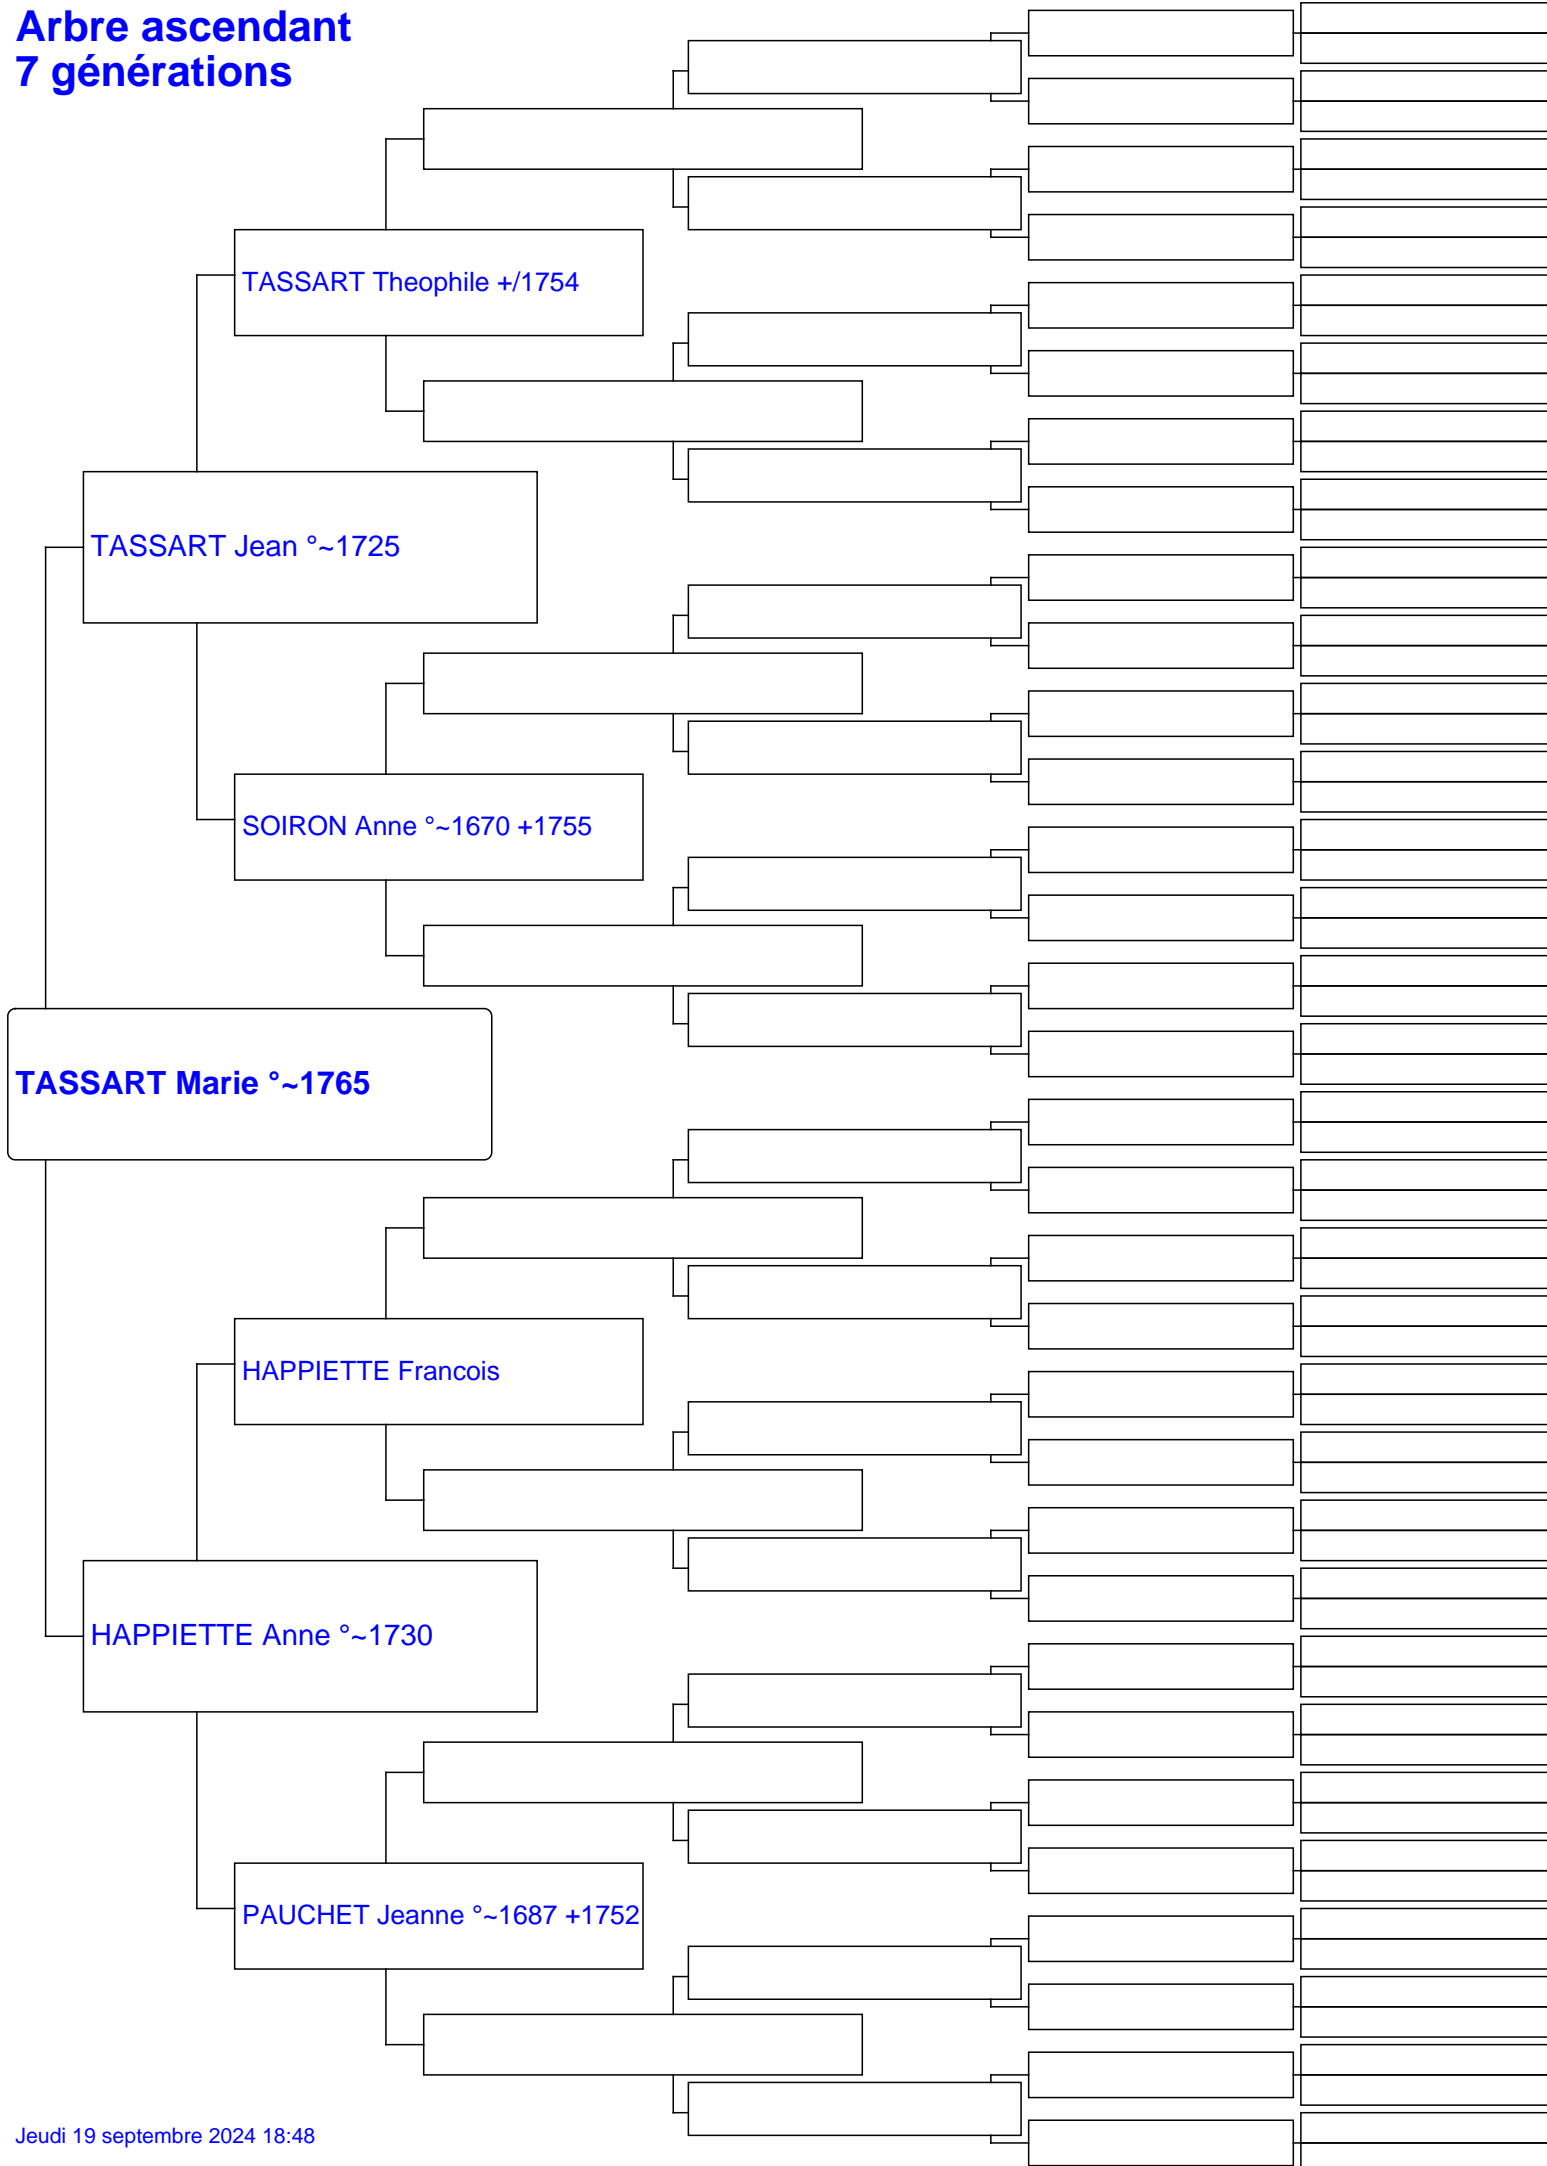 Arbre ascendant
7 générations
TASSART Theophile +/1754
TASSART Jean °~1725
SOIRON Anne °~1670 +1755
TASSART Marie °~1765
HAPPIETTE Francois
HAPPIETTE Anne °~1730
PAUCHET Jeanne °~1687 +1752
Jeudi 19 septembre 2024 18:48